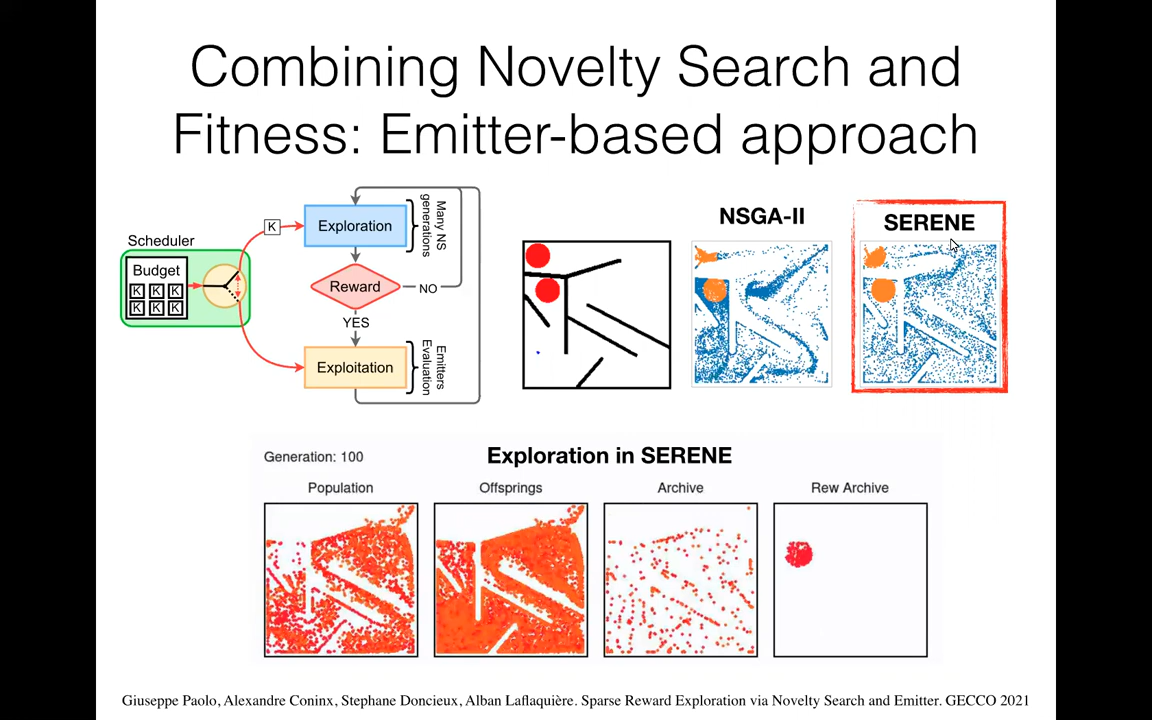 Combining Novelty Search and
Fitness: Emitter-based approach
Scheduler
Budget
K K K
K K K
K
Exploration
Many NS
generations
Reward
NO
YES
Exploitation
Emitters
Evaluation
NSGA-II
SERENE
Generation: 100
Exploration in SERENE
Population
Offsprings
Archive
Rew Archive
Giuseppe Paolo, Alexandre Coninx, Stephane Doncieux, Alban Laflaquière. Sparse Reward Exploration via Novelty Search and Emitter. GECCO 2021